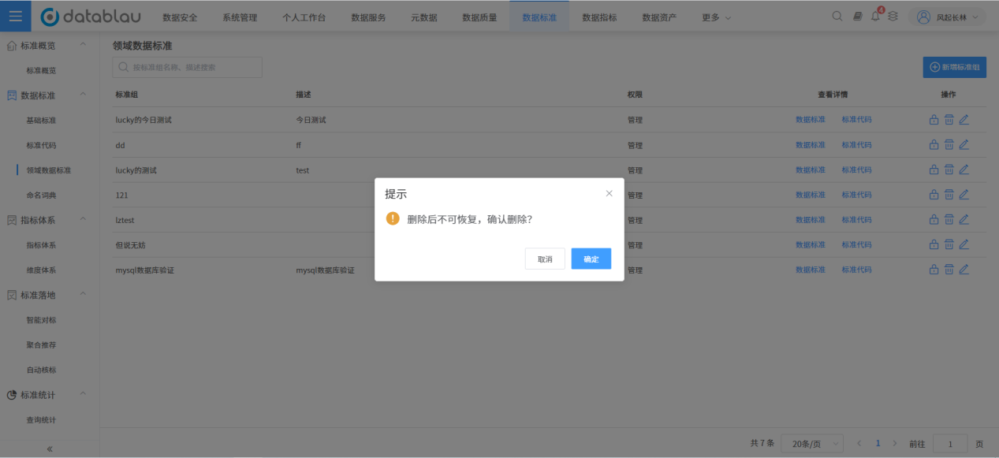 datablau 数据安全 系统管理 个人工作台 数据服务 元数据 数据质量 数据标准 数据指标 数据资产 更多 4 风起长林
标准概览
标准概览
数据标准
基础标准
标准代码
领域数据标准
命名词典
指标体系
指标体系
维度体系
标准落地
智能对标
聚合推荐
自动核标
标准统计
查询统计
«
领域数据标准
按标准组名称、描述搜索 新增标准组
标准组 描述 权限 查看详情 操作
lucky的今日测试 今日测试 管理 数据标准 标准代码
dd ff 管理 数据标准 标准代码
lucky的测试 test 管理 数据标准 标准代码
121 管理 数据标准 标准代码
lztest 管理 数据标准 标准代码
但说无妨 管理 数据标准 标准代码
mysql数据库验证 mysql数据库验证 管理 数据标准 标准代码
提示
删除后不可恢复，确认删除?
取消 确定
共 7 条 20条/页 1 前往 1 页